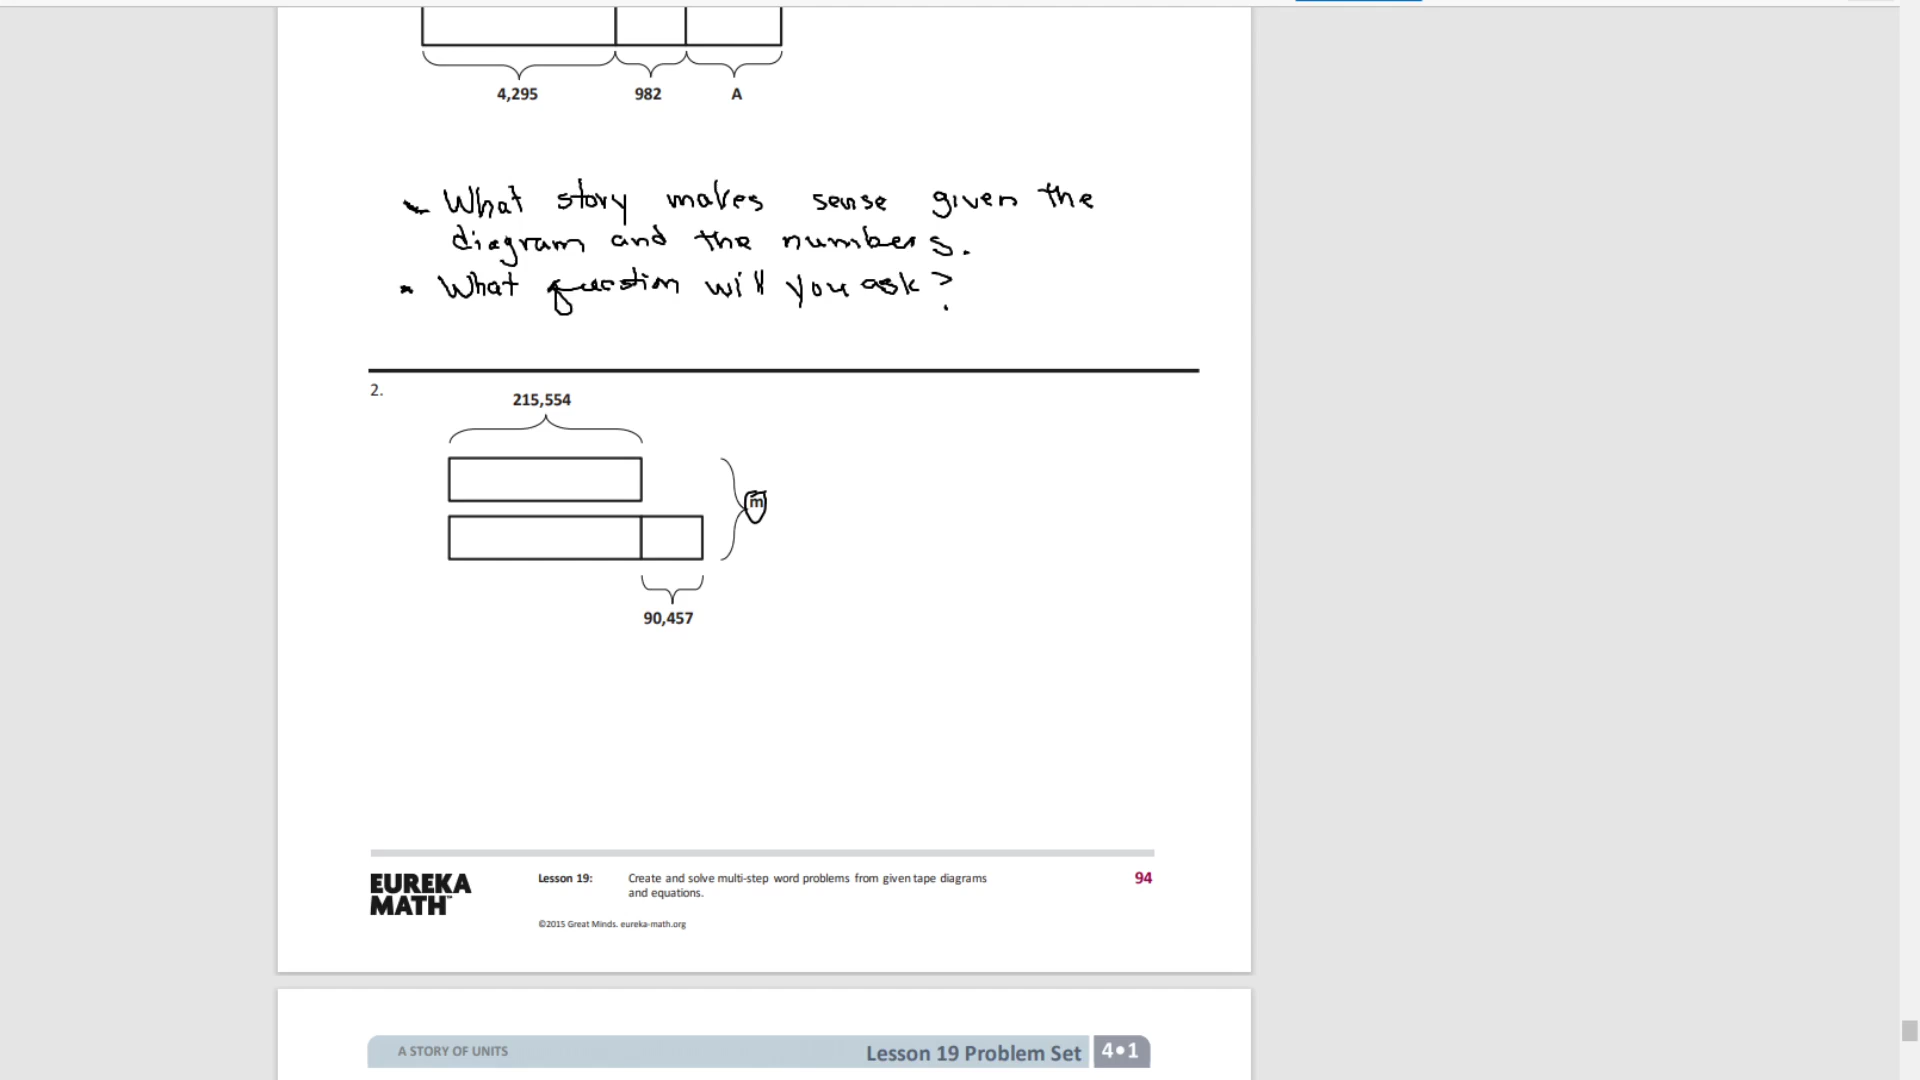 4,295 982 A
What story makes sense given the
diagram and the numbers.
What question will you ask?
2.
215,554
m
90,457
EUREKA
MATH™
Lesson 19: Create and solve multi-step word problems from given tape diagrams
and equations.
94
©2015 Great Minds. eureka-math.org
A STORY OF UNITS Lesson 19 Problem Set 4•1